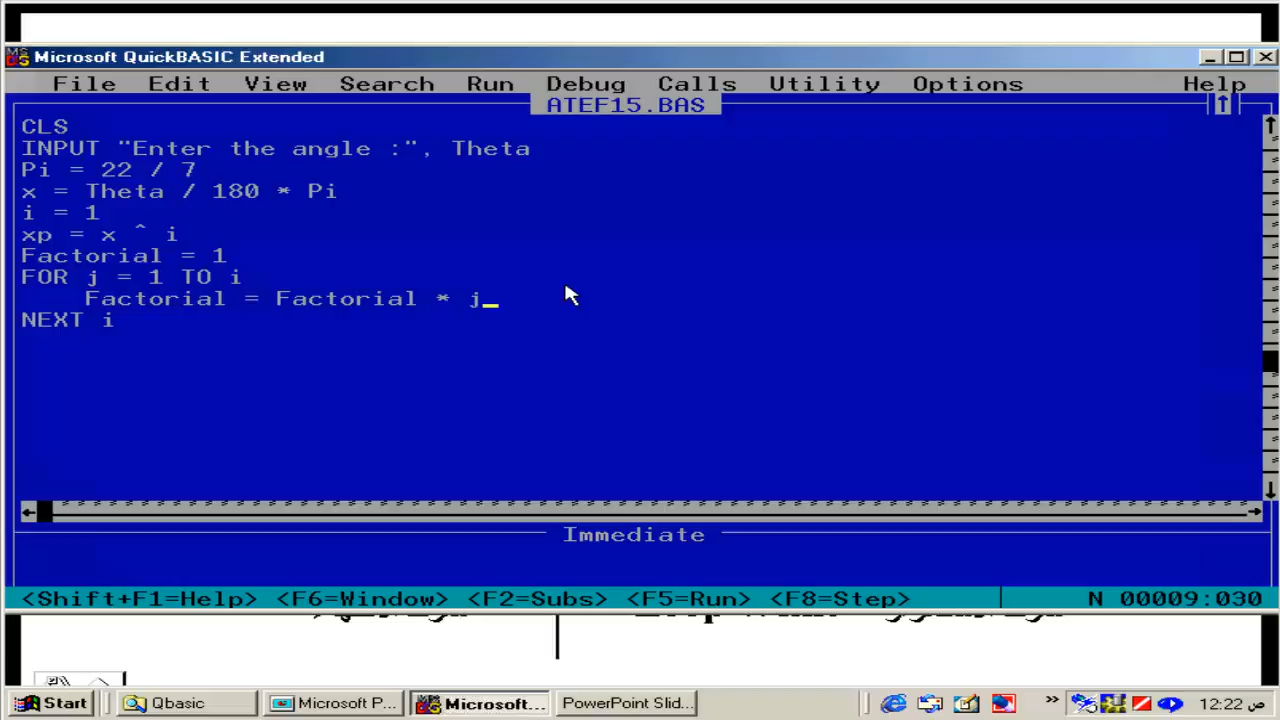 Microsoft QuickBASIC Extended
File Edit View Search Run Debug Calls Utility Options Help
ATEF15.BAS
CLS
INPUT "Enter the angle :", Theta
Pi = 22 / 7
x = Theta / 180 * Pi
i = 1
xp = x ^ i
Factorial = 1
FOR j = 1 TO i
Factorial = Factorial * j_
NEXT i
Immediate
<Shift+F1=Help> <F6=Window> <F2=Subs> <F5=Run> <F8=Step> N 00009:030
Start Qbasic Microsoft P... Microsoft... PowerPoint Slid... 12:22 ص